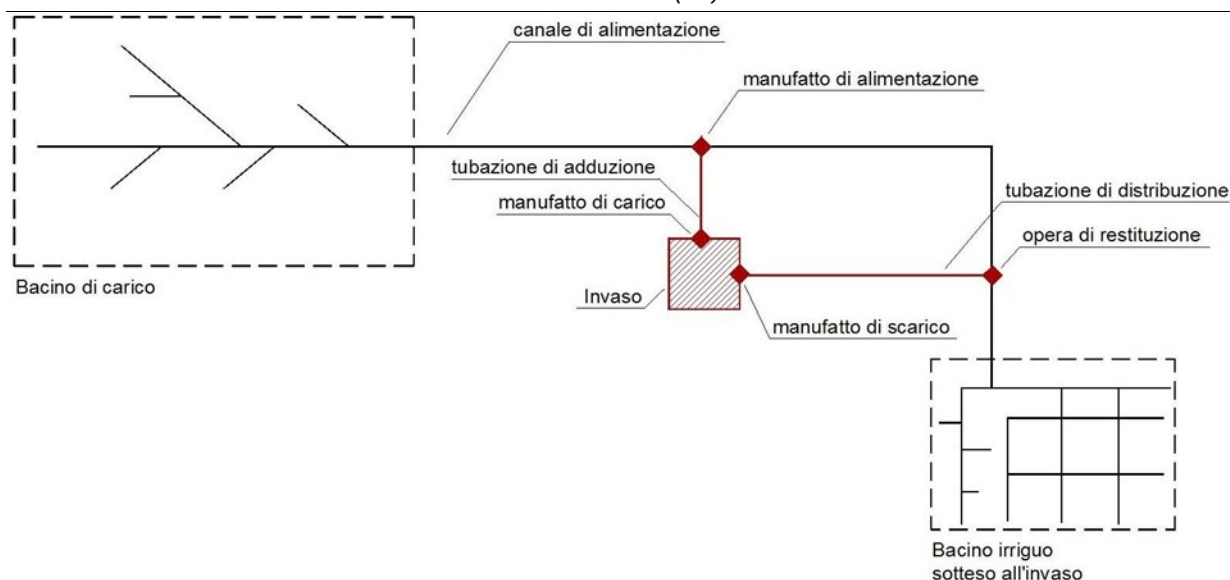 canale di alimentazione
manufatto di alimentazione
tubazione di adduzione
tubazione di distribuzione
manufatto di carico
opera di restituzione
Bacino di carico
Invaso
manufatto di scarico
Bacino irriguo
sotteso all'invaso